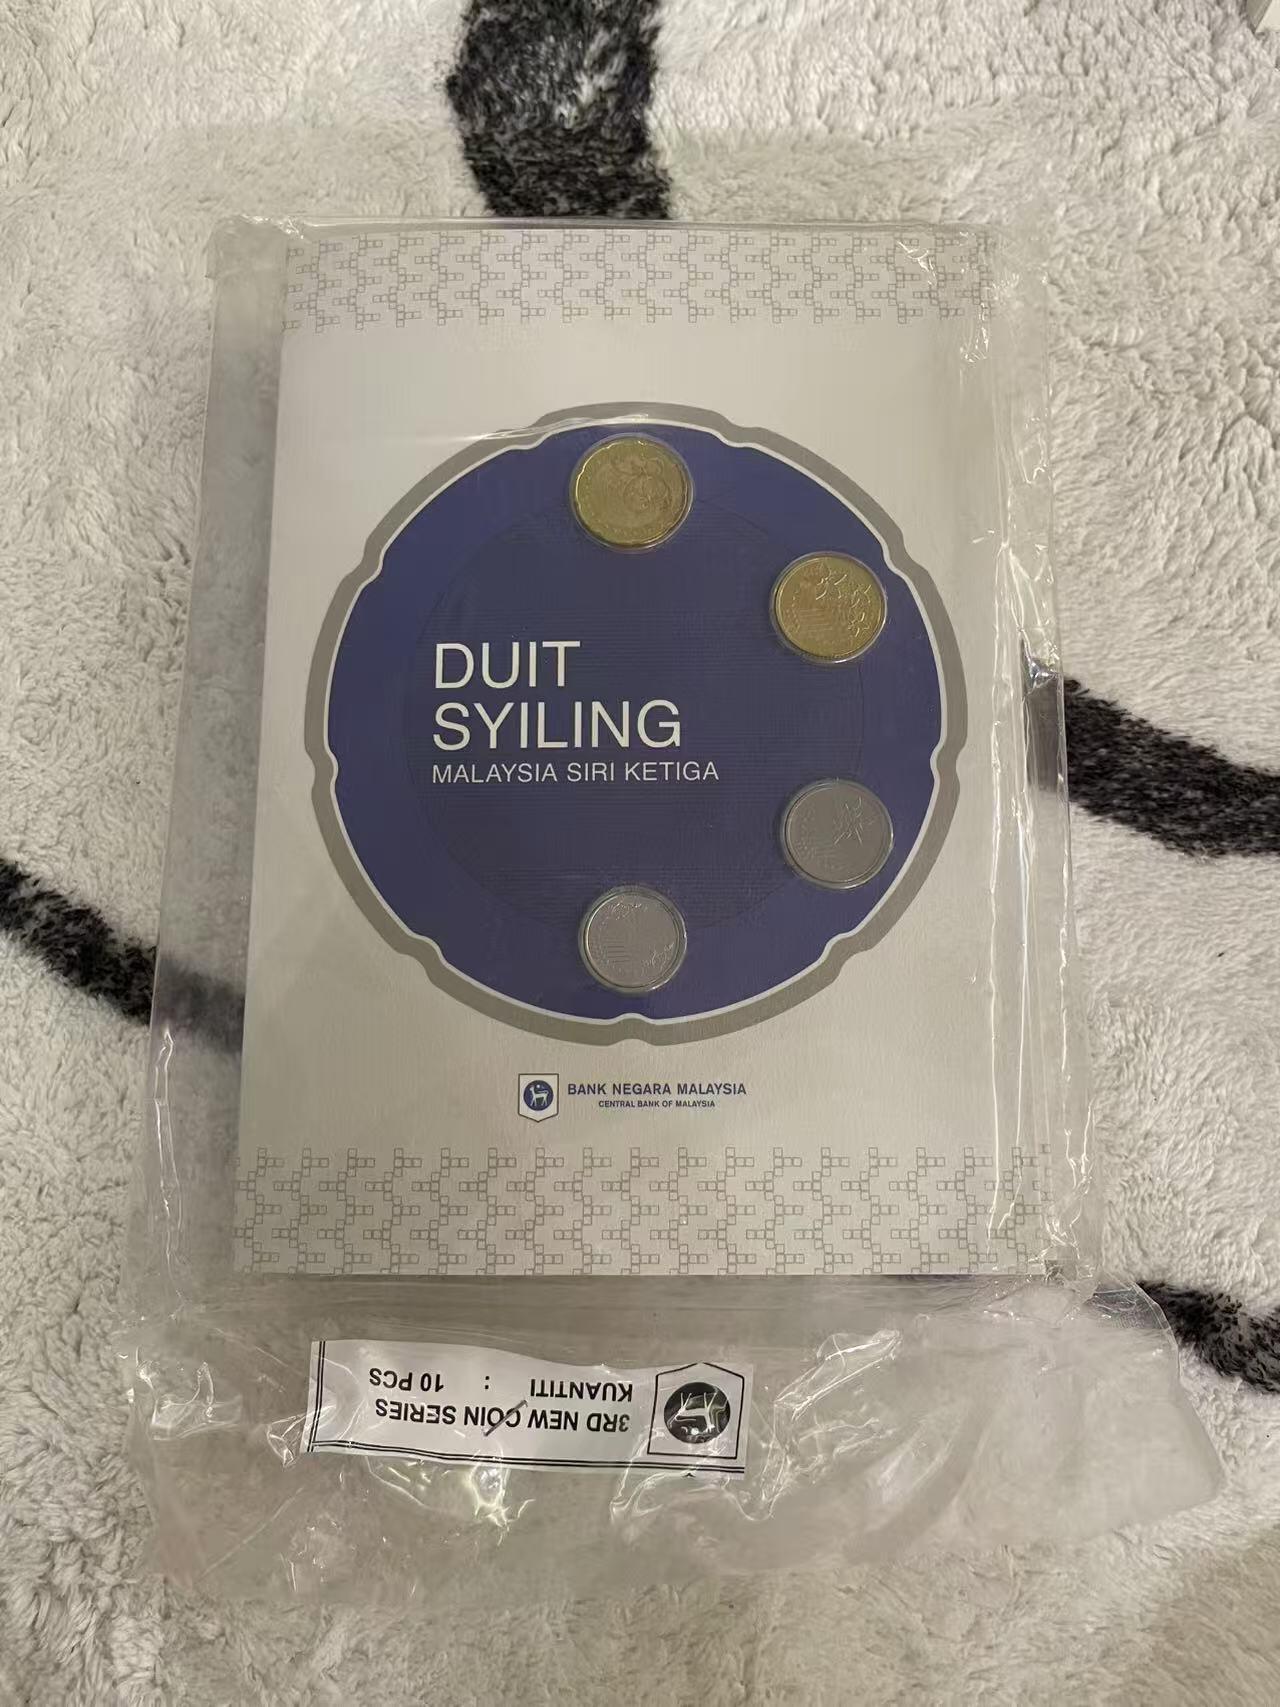 DUIT
SYILING
MALAYSIA SIRI KETIGA
BANK NEGARA MALAYSIA
CENTRAL BANK OF MALAYSIA
3RD NEW COIN SERIES
KUANTITI : 10 PCS